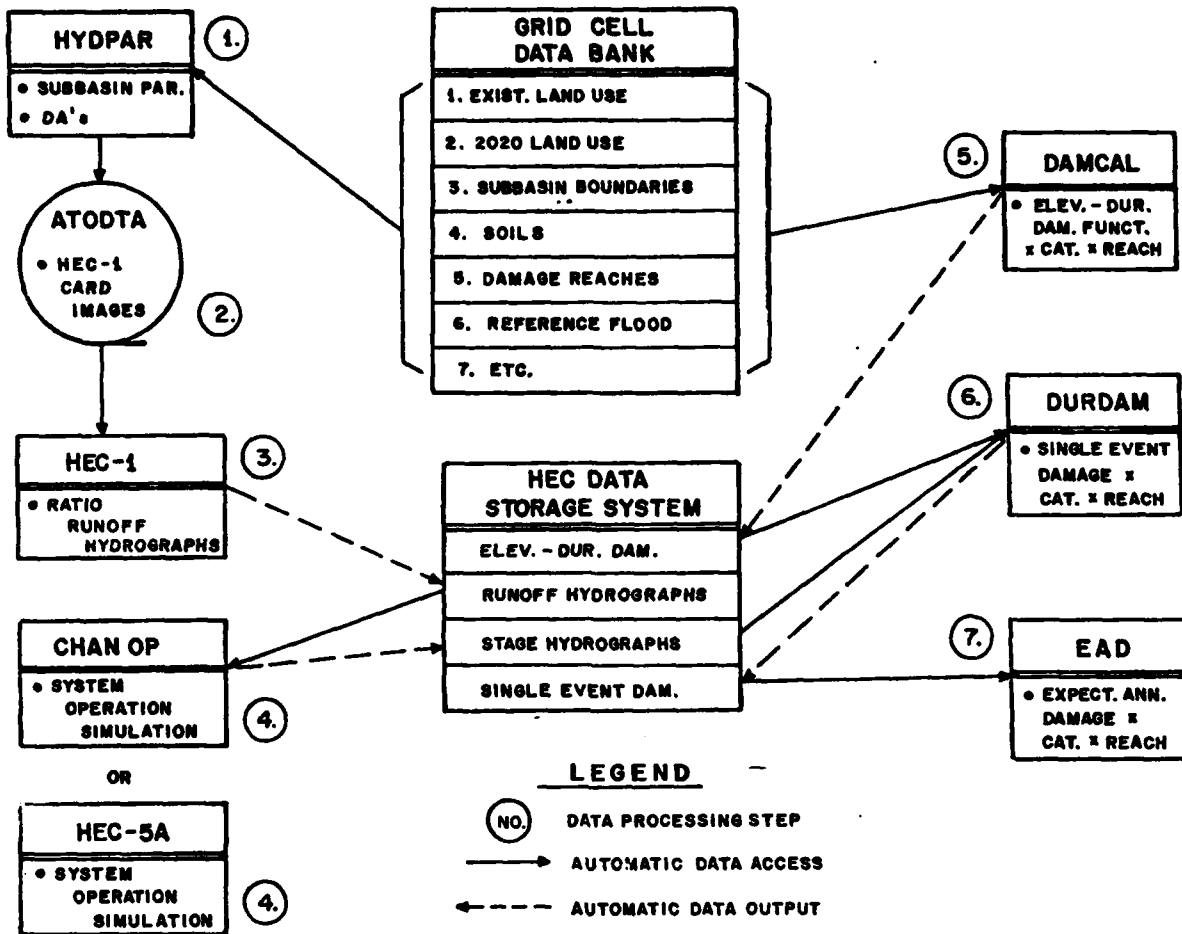 HYDPAR
1.
• SUBBASIN PAR.
• DA's
ATODTA
• HEC-1
CARD
IMAGES
2.
HEC-1
3.
• RATIO
RUNOFF
HYDROGRAPHS
CHAN OP
• SYSTEM
OPERATION
SIMULATION
4.
OR
HEC-5A
• SYSTEM
OPERATION
SIMULATION
4.
GRID CELL
DATA BANK
1. EXIST. LAND USE
2. 2020 LAND USE
3. SUBBASIN BOUNDARIES
4. SOILS
5. DAMAGE REACHES
6. REFERENCE FLOOD
7. ETC.
HEC DATA
STORAGE SYSTEM
ELEV. - DUR. DAM.
RUNOFF HYDROGRAPHS
STAGE HYDROGRAPHS
SINGLE EVENT DAM.
5.
DAMCAL
• ELEV. - DUR.
DAM. FUNCT.
x CAT. x REACH
6.
DURDAM
• SINGLE EVENT
DAMAGE x
CAT. x REACH
7.
EAD
• EXPECT. ANN.
DAMAGE x
CAT. x REACH
LEGEND
NO. DATA PROCESSING STEP
AUTOMATIC DATA ACCESS
AUTOMATIC DATA OUTPUT